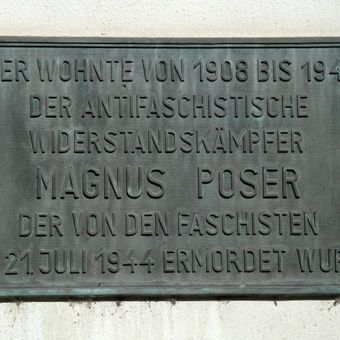 ER WOHNTE VON 1908 BIS 194
DER ANTIFASCHISTISCHE
WIDERSTANDSKÄMPFER
MAGNUS POSER
DER VON DEN FASCHISTEN
21. JULI 1944 ERMORDET WUR